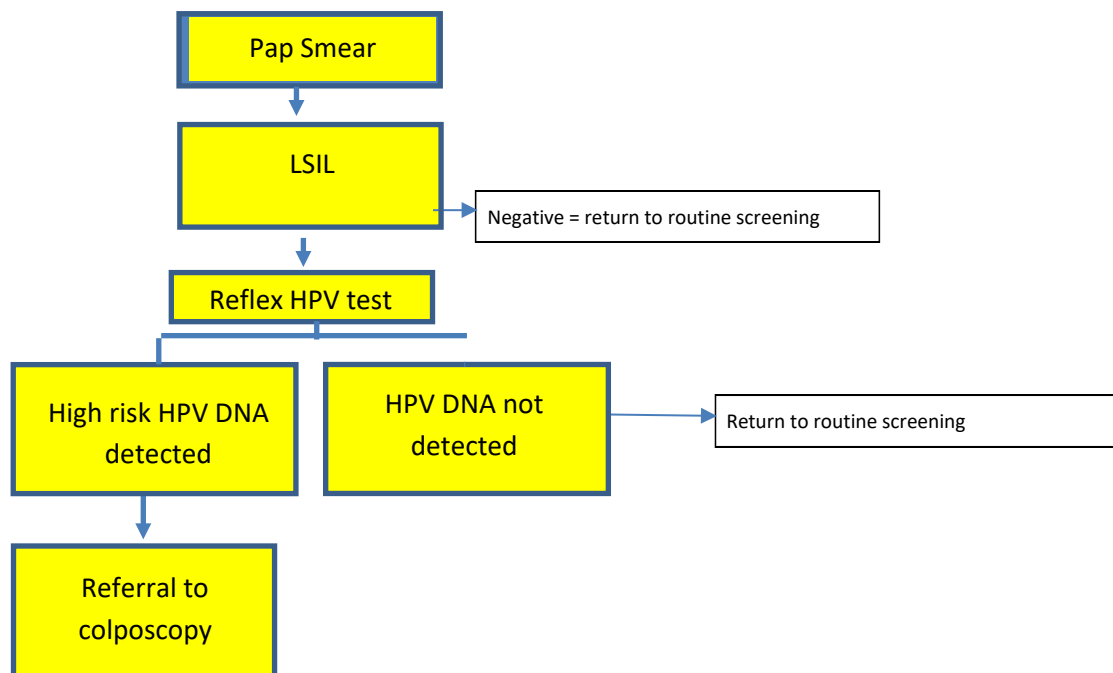 Pap Smear
LSIL
Negative = return to routine screening
Reflex HPV test
High risk HPV DNA
detected
HPV DNA not
detected
Return to routine screening
Referral to
colposcopy